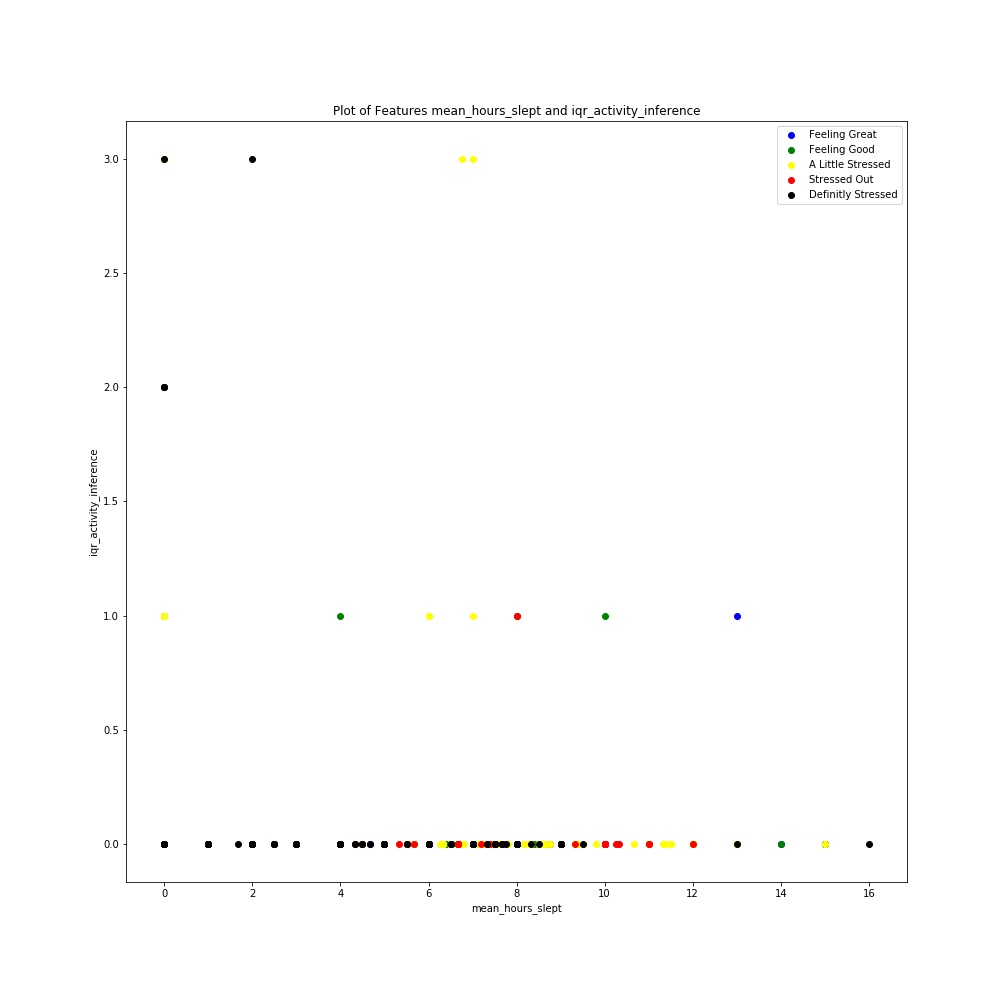 Plot of Features mean_hours_slept and iqr_activity_inference
Feeling Great
Feeling Good
A Little Stressed
Stressed Out
Definitly Stressed
3.0
2.5
2.0
1.5
1.0
0.5
0.0
iqr_activity_inference
0 2 4 6 8 10 12 14 16
mean_hours_slept